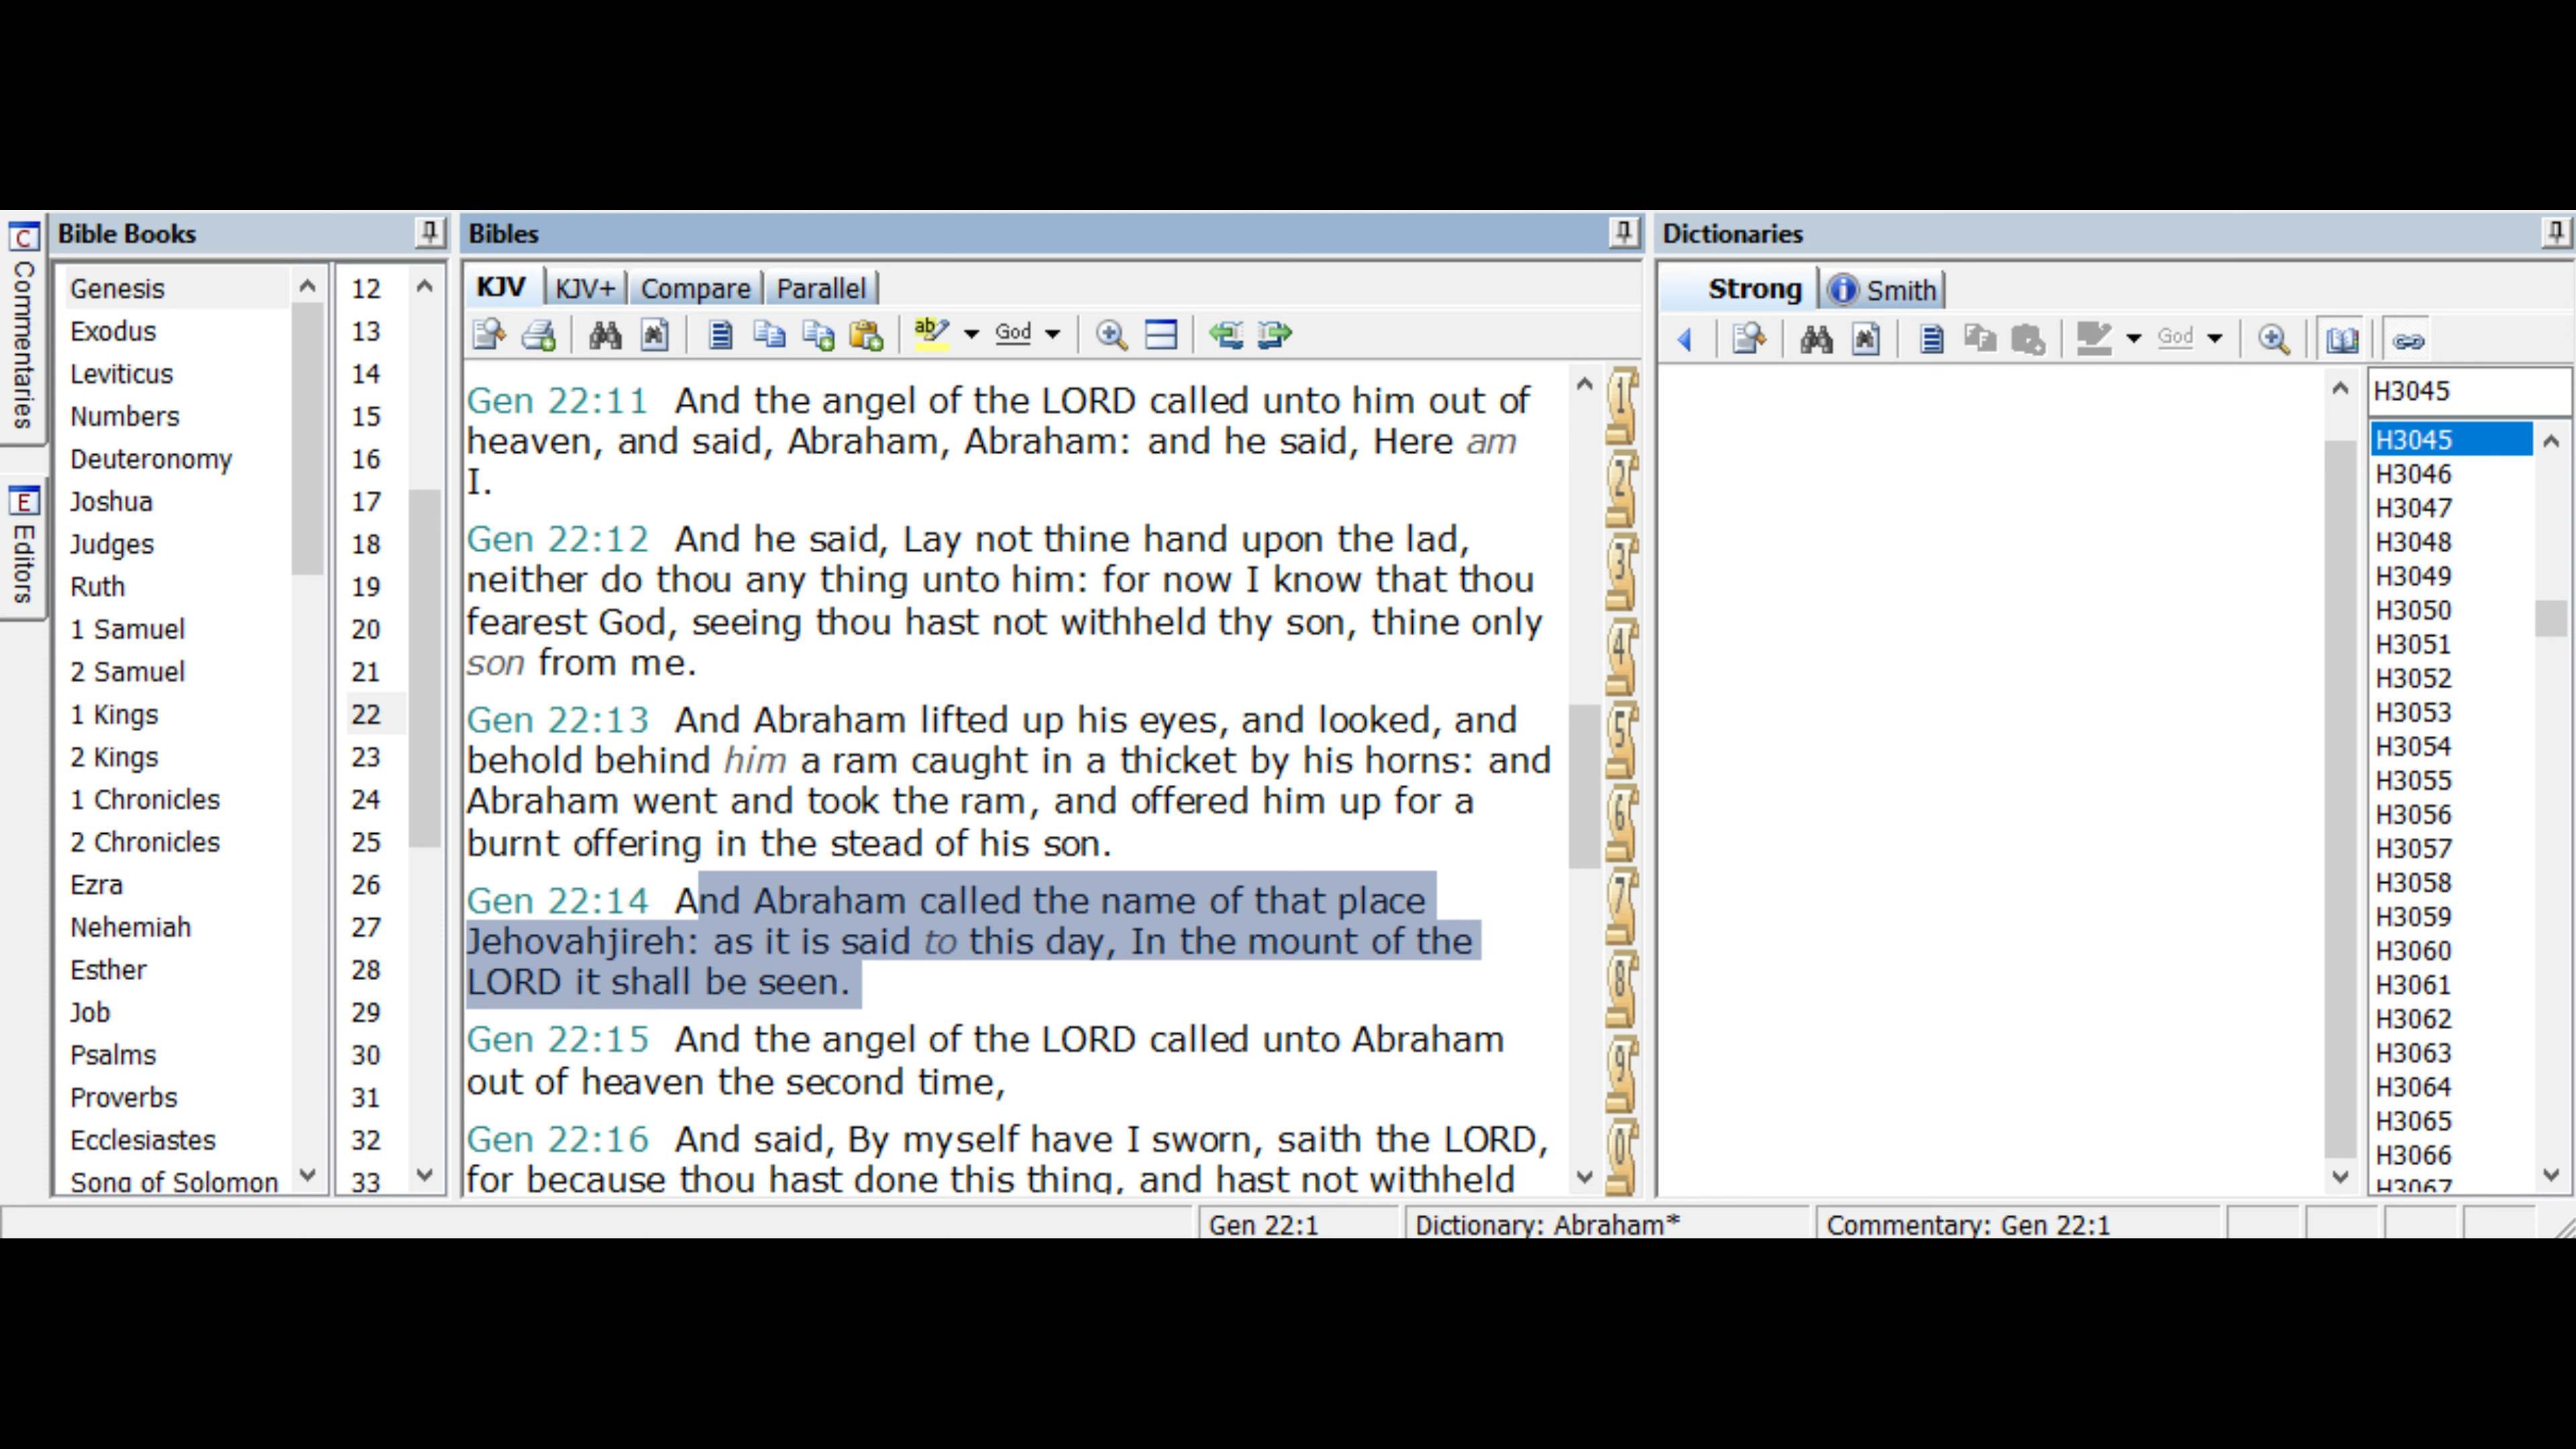 Commentaries
Editors
Bible Books
Genesis
Exodus
Leviticus
Numbers
Deuteronomy
Joshua
Judges
Ruth
1 Samuel
2 Samuel
1 Kings
2 Kings
1 Chronicles
2 Chronicles
Ezra
Nehemiah
Esther
Job
Psalms
Proverbs
Ecclesiastes
Song of Solomon
12
13
14
15
16
17
18
19
20
21
22
23
24
25
26
27
28
29
30
31
32
33
Bibles
KJV KJV+ Compare Parallel
ab God
Gen 22:11 And the angel of the LORD called unto him out of
heaven, and said, Abraham, Abraham: and he said, Here am
I.
Gen 22:12 And he said, Lay not thine hand upon the lad,
neither do thou any thing unto him: for now I know that thou
fearest God, seeing thou hast not withheld thy son, thine only
son from me.
Gen 22:13 And Abraham lifted up his eyes, and looked, and
behold behind him a ram caught in a thicket by his horns: and
Abraham went and took the ram, and offered him up for a
burnt offering in the stead of his son.
Gen 22:14 And Abraham called the name of that place
Jehovahjireh: as it is said to this day, In the mount of the
LORD it shall be seen.
Gen 22:15 And the angel of the LORD called unto Abraham
out of heaven the second time,
Gen 22:16 And said, By myself have I sworn, saith the LORD,
for because thou hast done this thing, and hast not withheld
1
2
3
4
5
6
7
8
9
0
Dictionaries
Strong Smith
God
H3045
H3045
H3046
H3047
H3048
H3049
H3050
H3051
H3052
H3053
H3054
H3055
H3056
H3057
H3058
H3059
H3060
H3061
H3062
H3063
H3064
H3065
H3066
H3067
Gen 22:1
Dictionary: Abraham*
Commentary: Gen 22:1